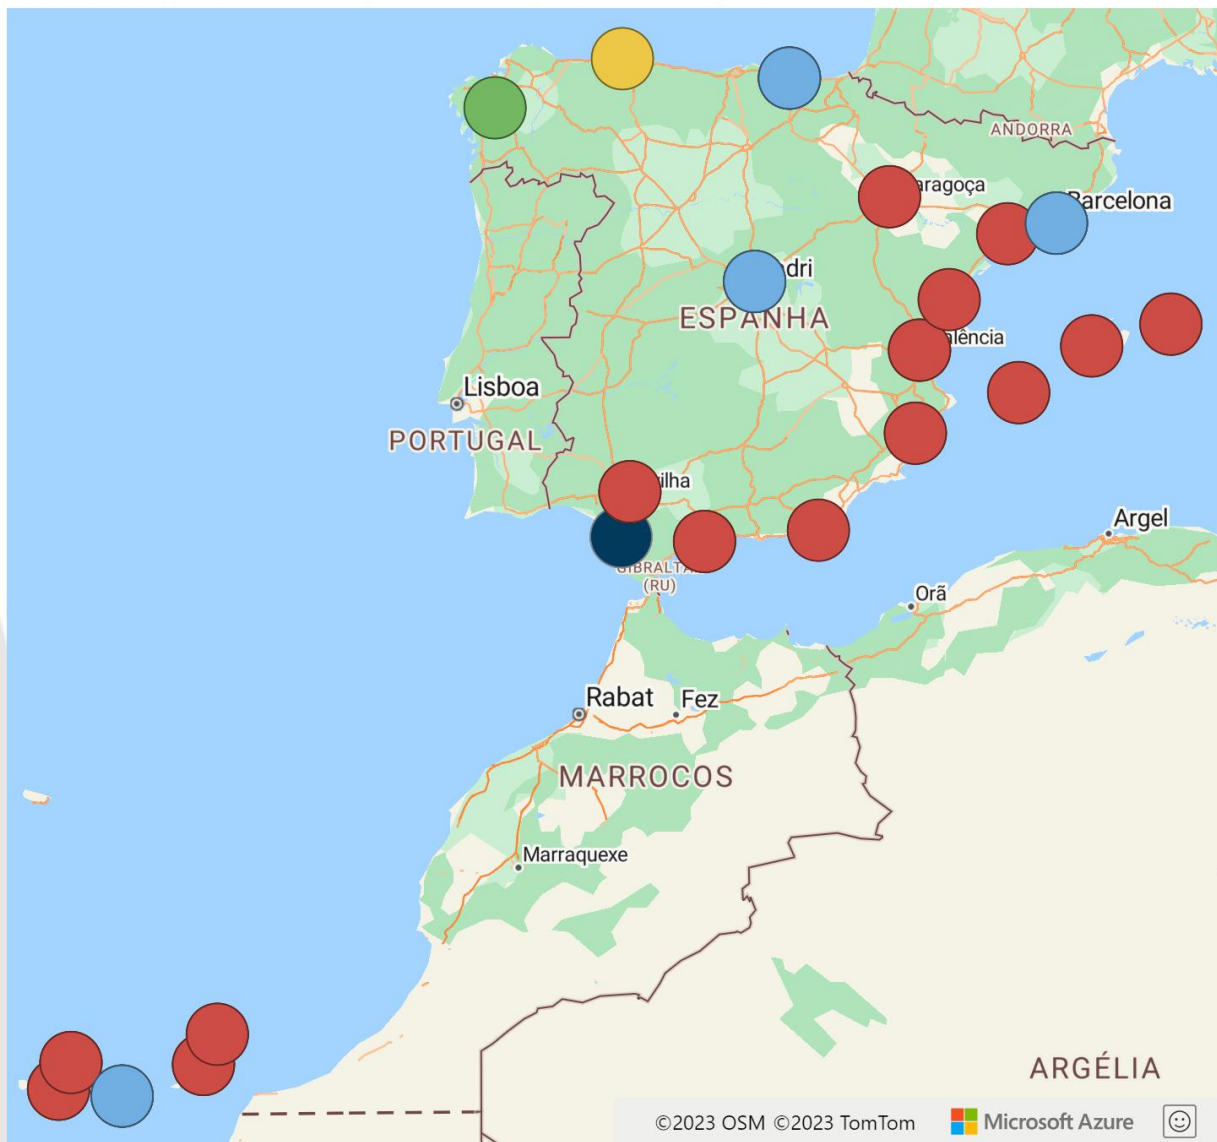 ANDORRA
aragoça
Barcelona
dri
ESPANHA
alência
Lisboa
PORTUGAL
ilha
Argel
GIBRALTA
(RU)
Orã
Rabat
Fez
MARROCOS
Marraquexe
ARGÉLIA
©2023 OSM ©2023 TomTom Microsoft Azure